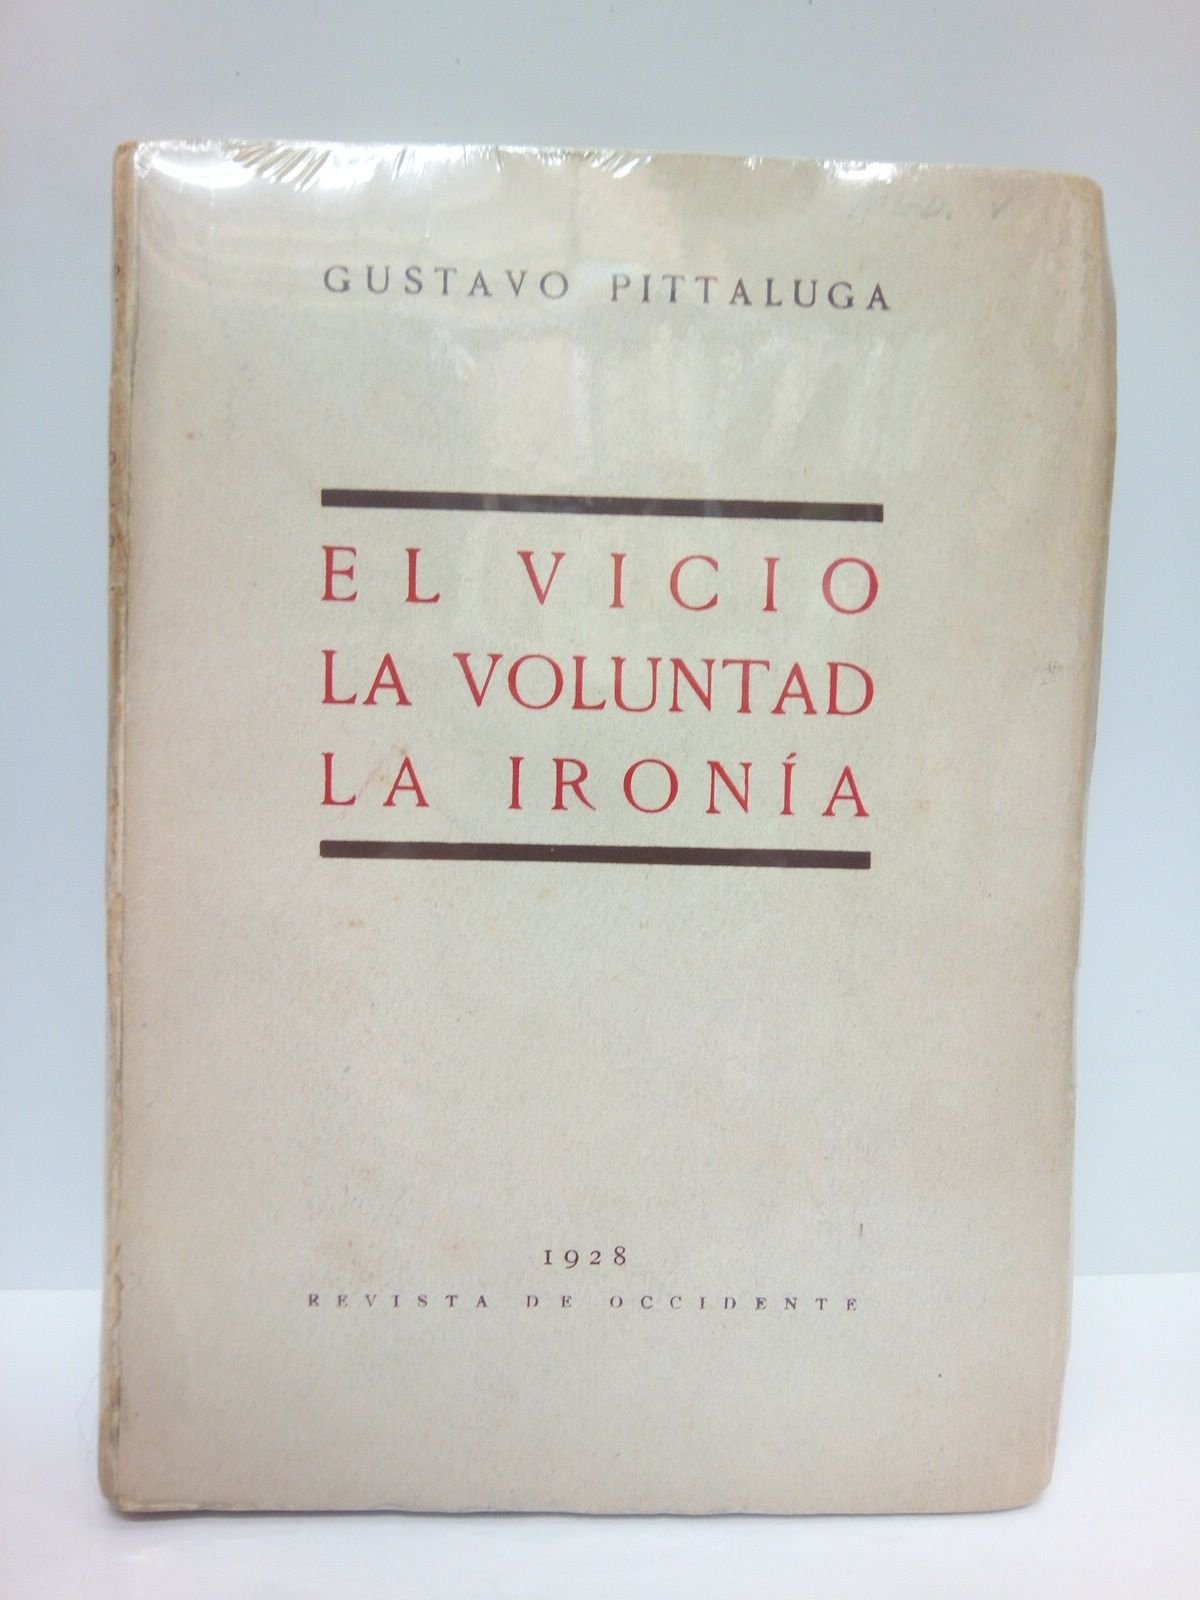 GUSTAVO PITTALUGA
EL VICIO
LA VOLUNTAD
LA IRONÍA
1928
REVISTA DE OCCIDENTE